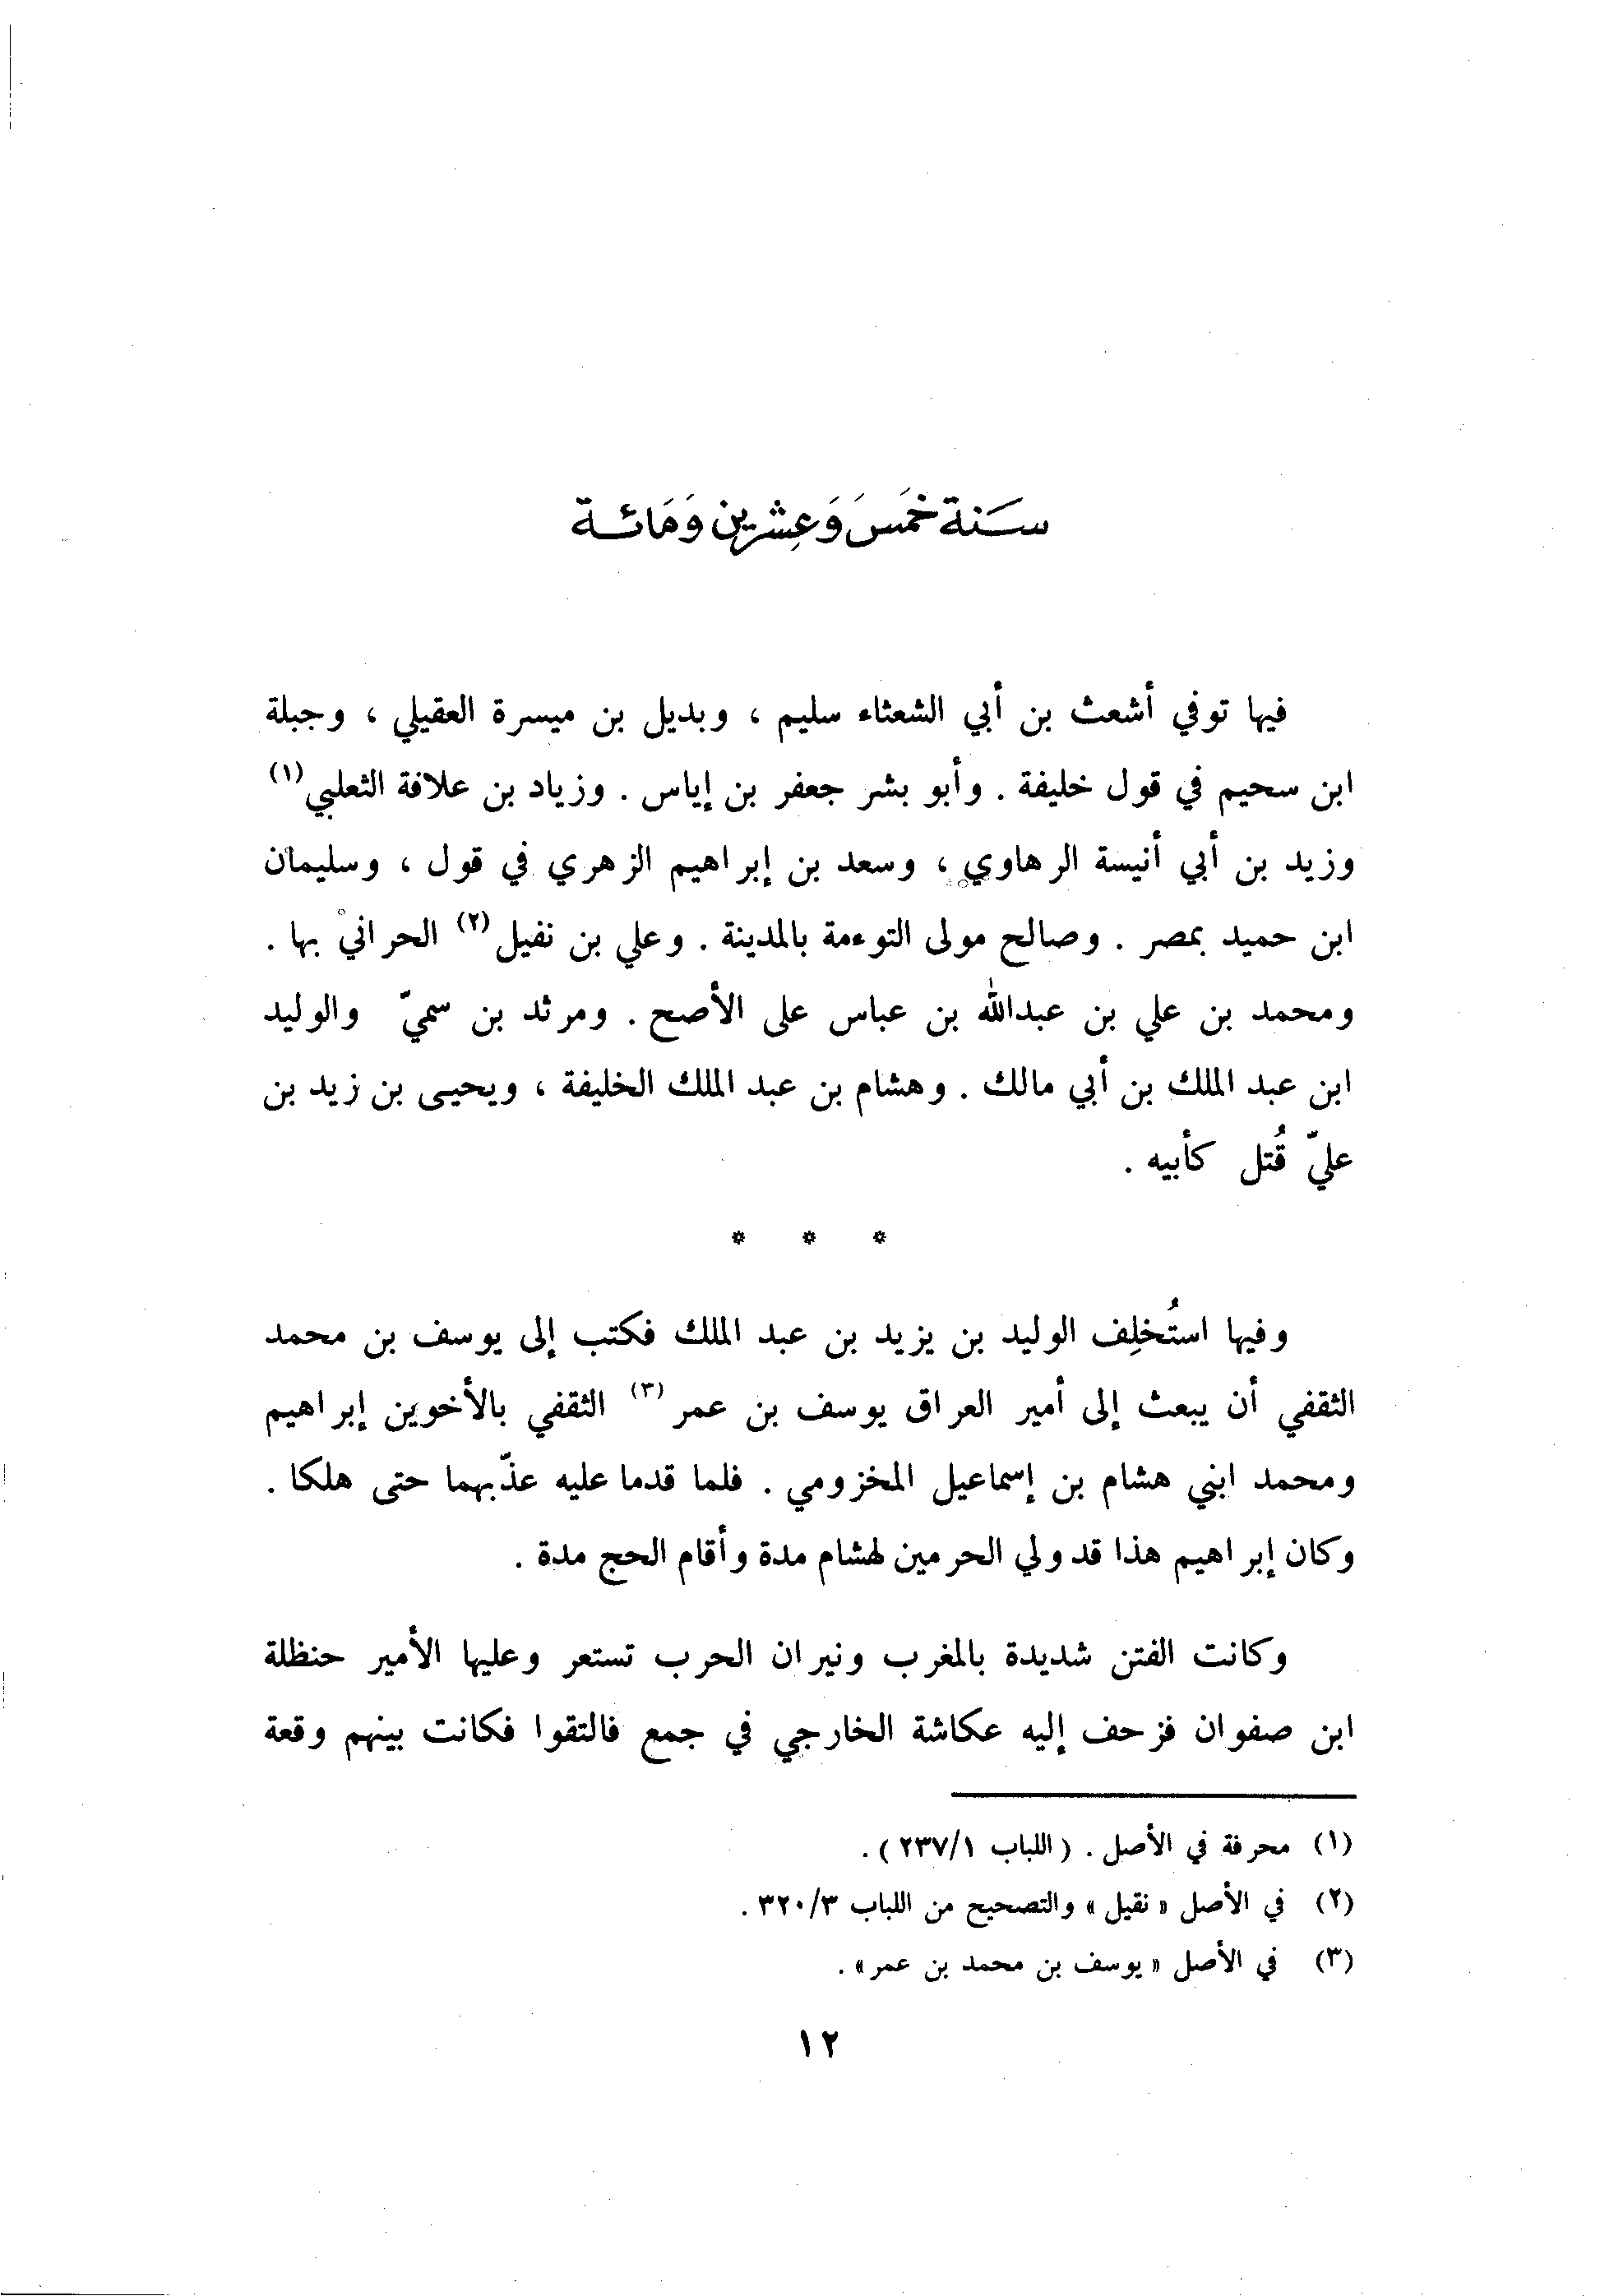 سَنة خمَسَ وَعِشرين وَمَائة
فيها توفي أشعث بن أبي الشعثاء سليم ، وبديل بن ميسرة العقيلي ، وجبلة
ابن سحيم في قول خليفة . وأبو بشر جعفر بن إياس . وزياد بن علاقة الثعلبي (١)
وزيد بن أبي أنيسة الرهاوي ، وسعد بن إبراهيم الزهري في قول ، وسليمان
ابن حميد بمصر . وصالح مولى التوءمة بالمدينة . وعلي بن نفيل (٢) الحراني بها .
ومحمد بن علي بن عبدالله بن عباس على الأصح . ومرثد بن سميّ والوليد
ابن عبد الملك بن أبي مالك . وهشام بن عبد الملك الخليفة ، ويحيى بن زيد بن
عليّ قُتل كأبيه .
* * *
وفيها استُخلِف الوليد بن يزيد بن عبد الملك فكتب إلى يوسف بن محمد
الثقفي أن يبعث إلى أمير العراق يوسف بن عمر (٣) الثقفي بالأخوين إبراهيم
ومحمد ابني هشام بن إسماعيل المخزومي . فلما قدما عليه عذّبهما حتى هلكا .
وكان إبراهيم هذا قد ولي الحرمين لهشام مدة وأقام الحج مدة .
وكانت الفتن شديدة بالمغرب ونيران الحرب تستعر وعليها الأمير حنظلة
ابن صفوان فزحف إليه عكاشة الخارجي في جمع فالتقوا فكانت بينهم وقعة
(١) محرفة في الأصل . (اللباب ٢٣٧/١) .
(٢) في الأصل « نقيل » والتصحيح من اللباب ٣٢٠/٣ .
(٣) في الأصل « يوسف بن محمد بن عمر » .
١٢